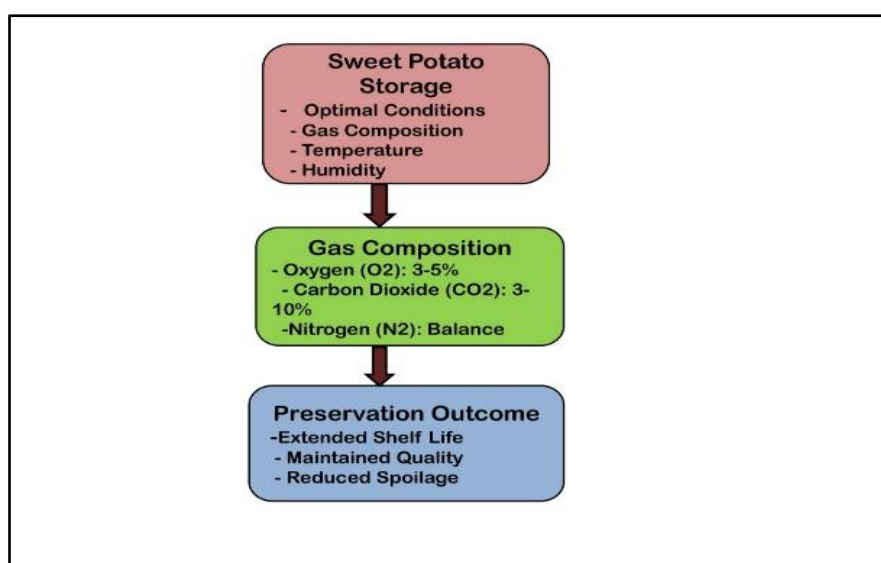 Sweet Potato
Storage
- Optimal Conditions
- Gas Composition
- Temperature
- Humidity
Gas Composition
- Oxygen (O2): 3-5%
- Carbon Dioxide (CO2): 3-
10%
-Nitrogen (N2): Balance
Preservation Outcome
-Extended Shelf Life
- Maintained Quality
- Reduced Spoilage